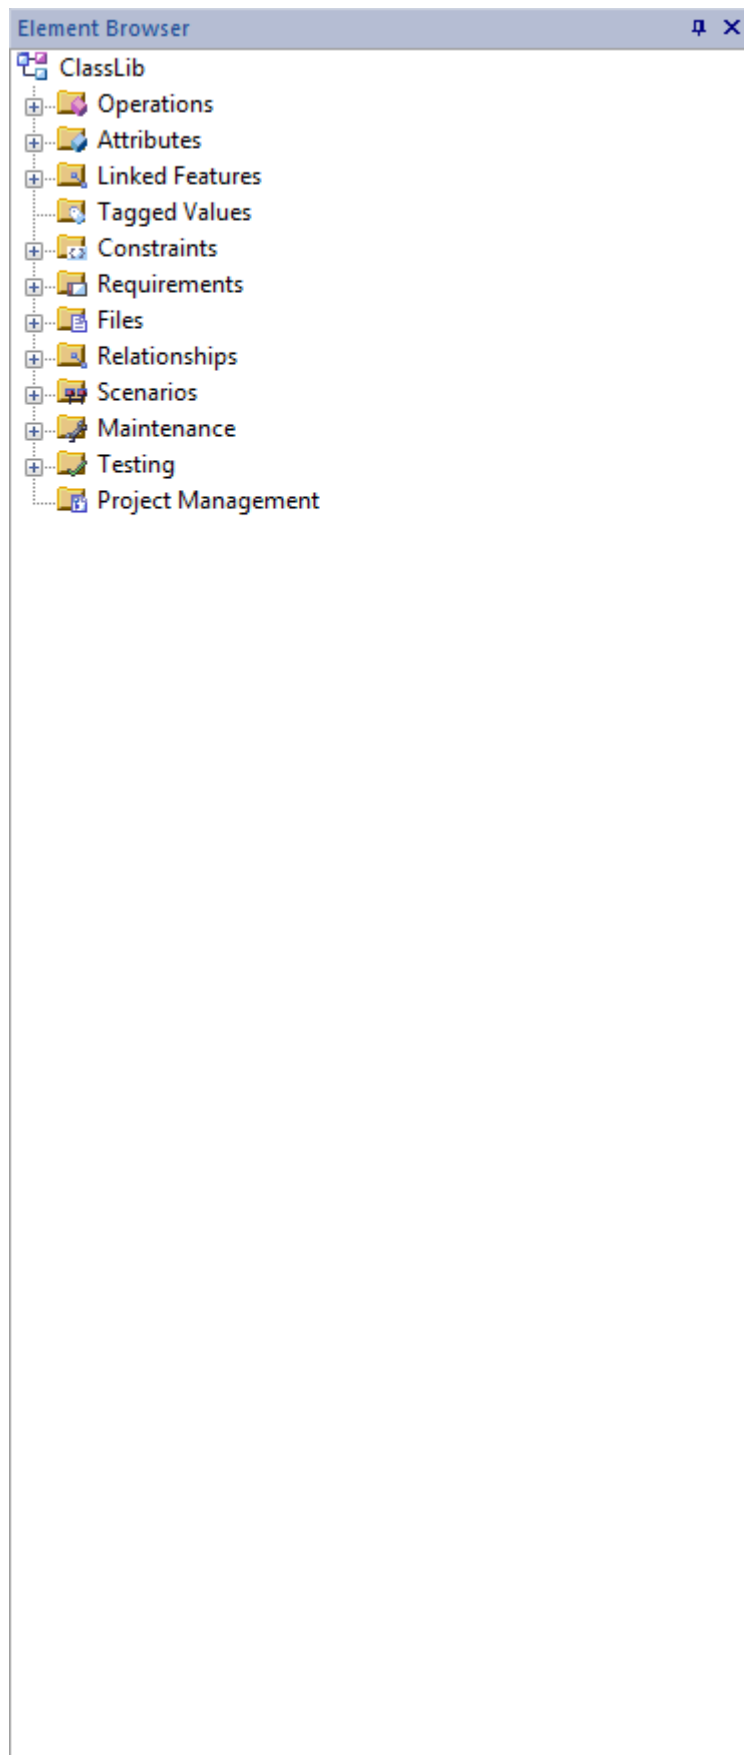 Element Browser
ClassLib
Operations
Attributes
Linked Features
Tagged Values
Constraints
Requirements
Files
Relationships
Scenarios
Maintenance
Testing
Project Management